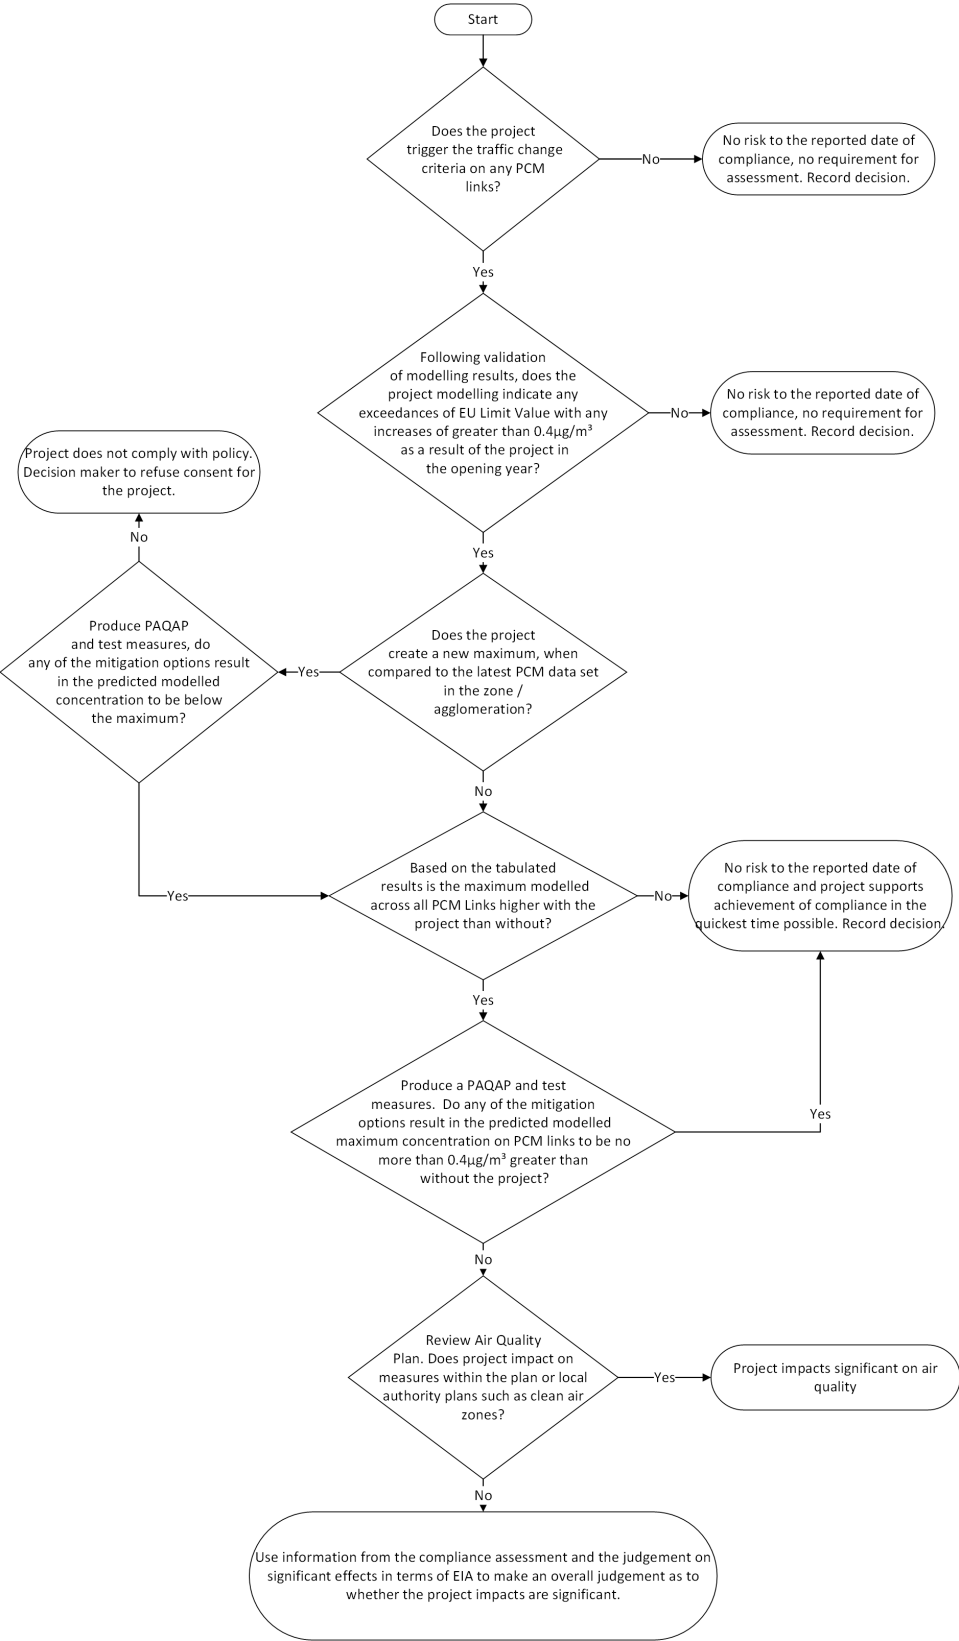 Start
Does the project
trigger the traffic change
criteria on any PCM
links?
No
No risk to the reported date of
compliance, no requirement for
assessment. Record decision.
Yes
Following validation
of modelling results, does the
project modelling indicate any
exceedances of EU Limit Value with any
increases of greater than 0.4µg/m³
as a result of the project in
the opening year?
No
No risk to the reported date of
compliance, no requirement for
assessment. Record decision.
Project does not comply with policy.
Decision maker to refuse consent for
the project.
No
Yes
Produce PAQAP
and test measures, do
any of the mitigation options result
in the predicted modelled
concentration to be below
the maximum?
Yes
Does the project
create a new maximum, when
compared to the latest PCM data set
in the zone /
agglomeration?
No
Yes
Based on the tabulated
results is the maximum modelled
across all PCM Links higher with the
project than without?
No
No risk to the reported date of
compliance and project supports
achievement of compliance in the
quickest time possible. Record decision.
Yes
Produce a PAQAP and test
measures.  Do any of the mitigation
options result in the predicted modelled
maximum concentration on PCM links to be no
more than 0.4µg/m³ greater than
without the project?
Yes
No
Review Air Quality
Plan. Does project impact on
measures within the plan or local
authority plans such as clean air
zones?
Yes
Project impacts significant on air
quality
No
Use information from the compliance assessment and the judgement on
significant effects in terms of EIA to make an overall judgement as to
whether the project impacts are significant.